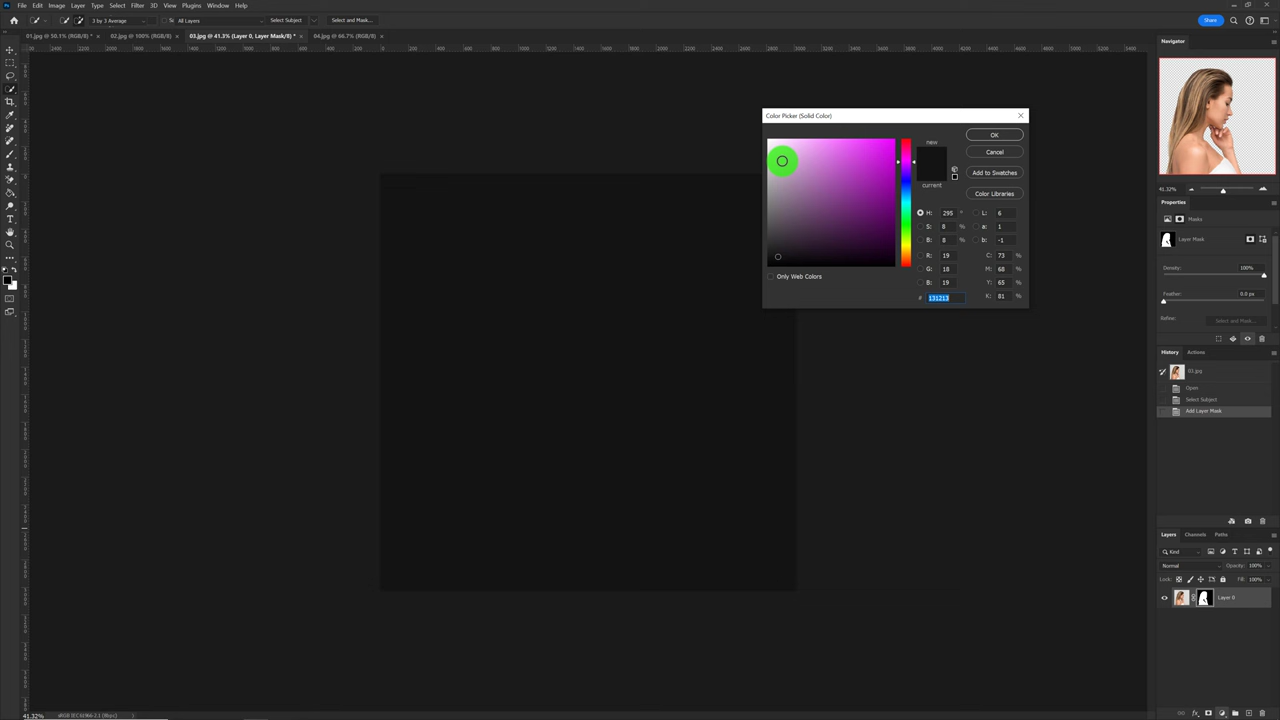 File Edit Image Layer Type Select Filter 3D View Plugins Window Help
3 by 3 Average All Layers Select Subject Select and Mask... Share
01.jpg @ 50.1% (RGB/8) * × 02.jpg @ 100% (RGB/8) × 03.jpg @ 41.3% (Layer 0, Layer Mask/8) * × 04.jpg @ 66.7% (RGB/8) ×
Navigator
Color Picker (Solid Color)
new
OK
Cancel
current
Add to Swatches
Color Libraries
H: 295 ° L: 6
S: 8 % a: 1
B: 8 % b: -1
R: 19 C: 73 %
G: 18 M: 68 %
B: 19 Y: 65 %
# 131213 K: 81 %
Only Web Colors
41.32%
Properties
Masks
Layer Mask
Density: 100%
Feather: 0.0 px
Refine: Select and Mask...
History Actions
03.jpg
Open
Select Subject
Add Layer Mask
Layers Channels Paths
Kind
Normal Opacity: 100%
Lock: Fill: 100%
Layer 0
41.32%